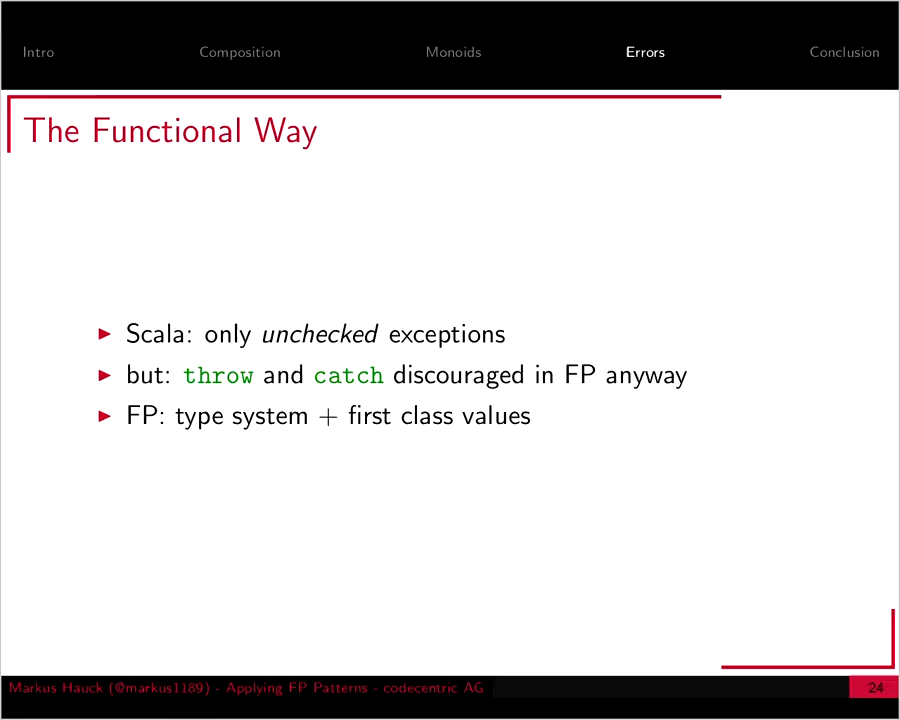 Intro Composition Monoids Errors Conclusion
The Functional Way
Scala: only unchecked exceptions
but: throw and catch discouraged in FP anyway
FP: type system + first class values
Markus Hauck (@markus1189) - Applying FP Patterns - codecentric AG 24